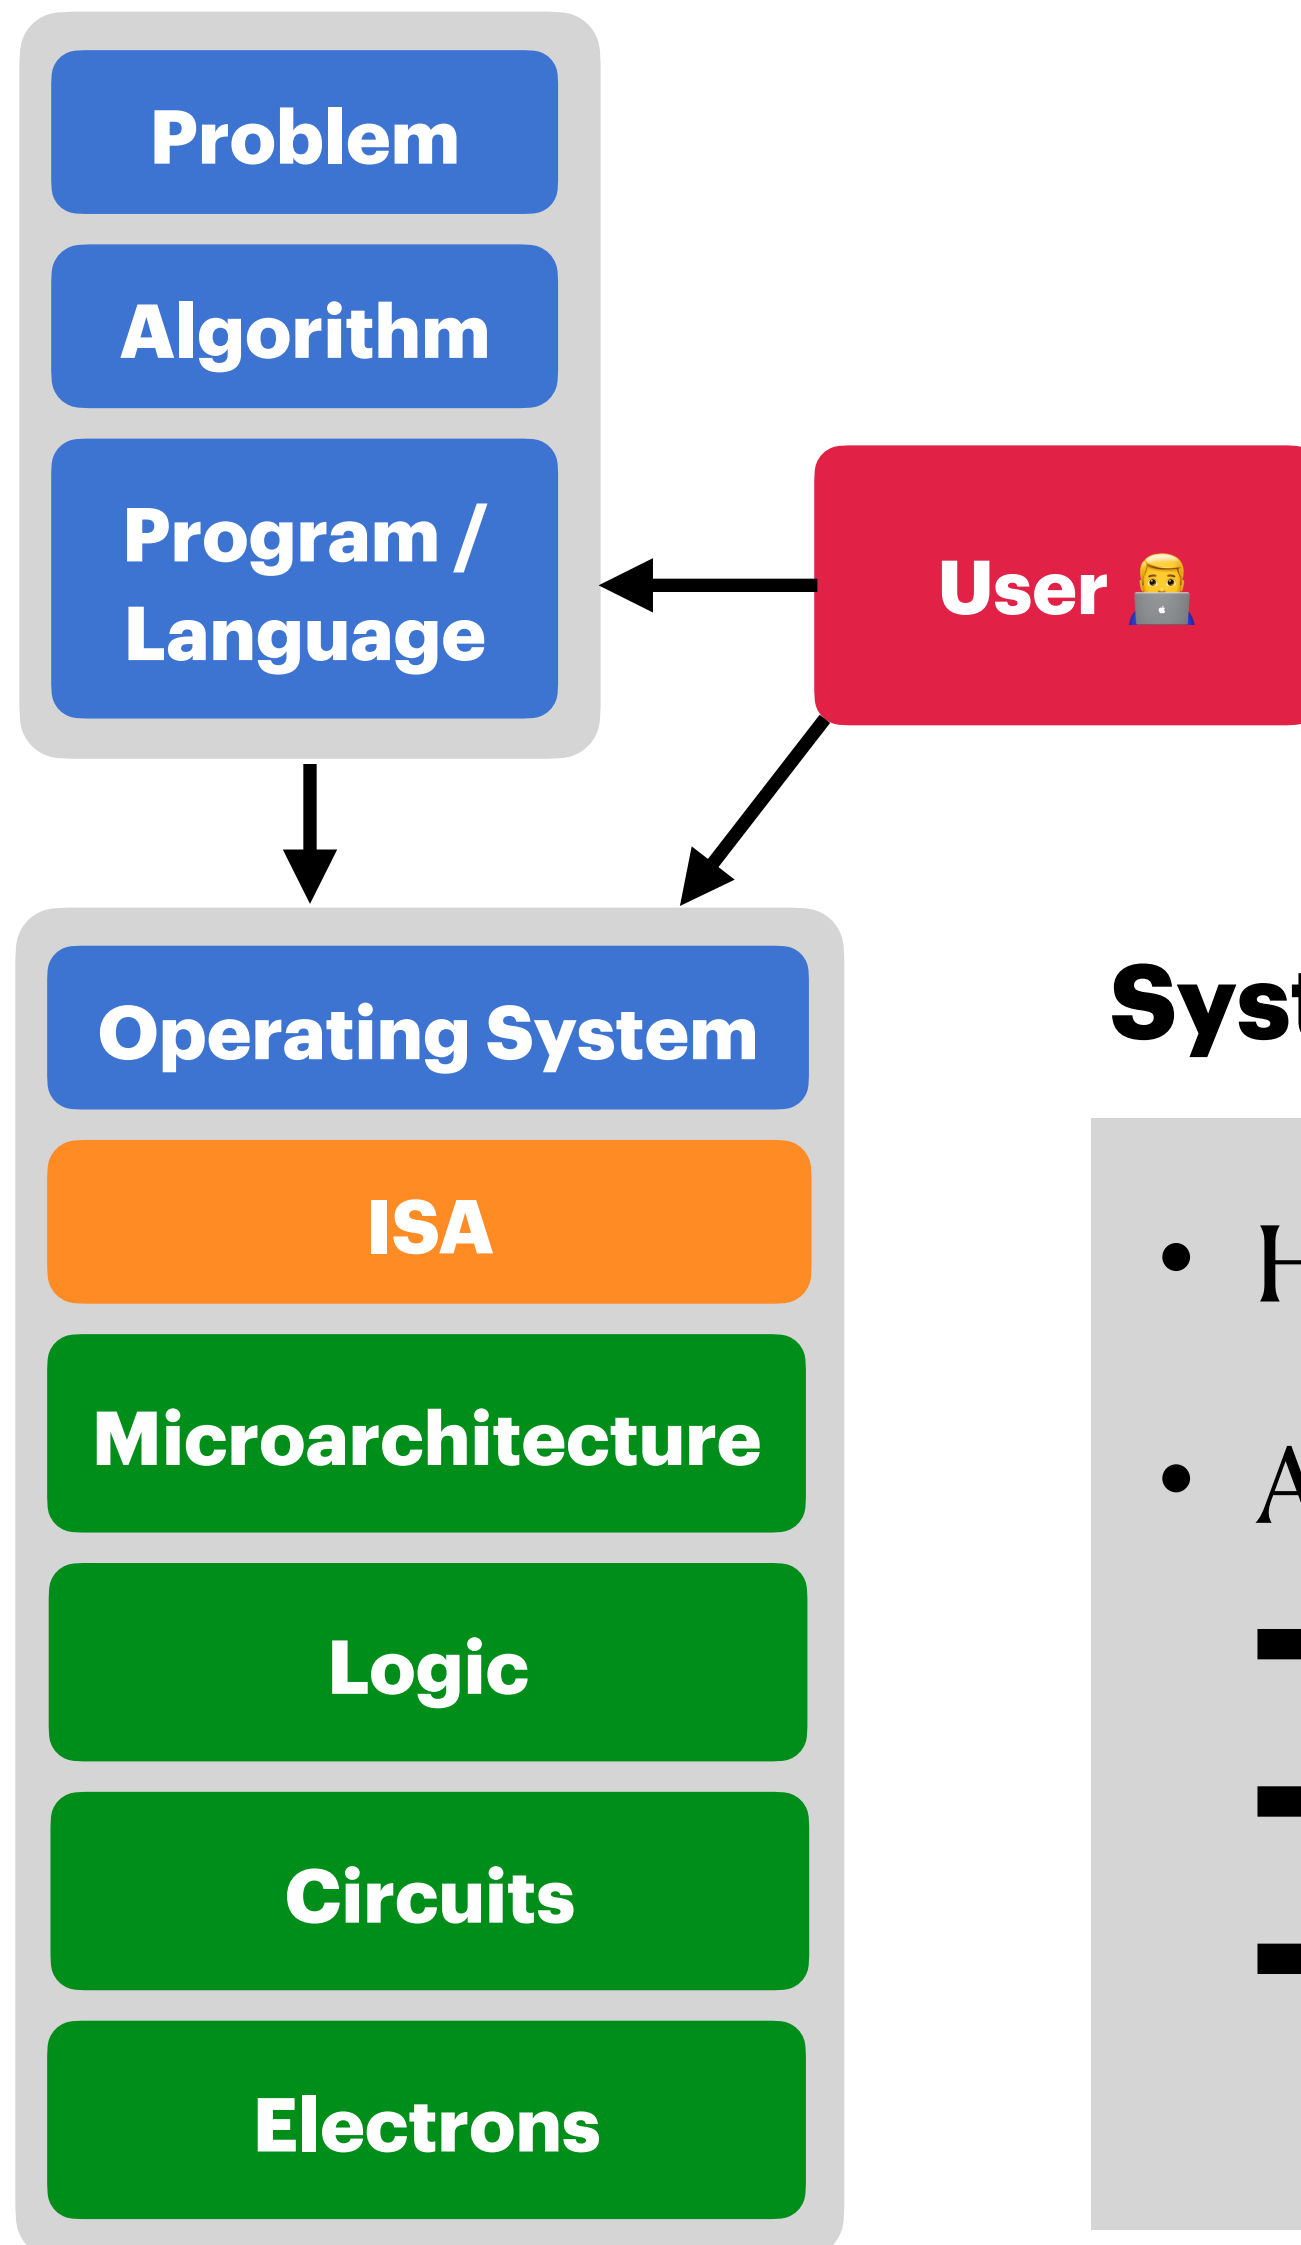 Problem
Algorithm
Program /
Language
User
Operating System
ISA
Microarchitecture
Logic
Circuits
Electrons